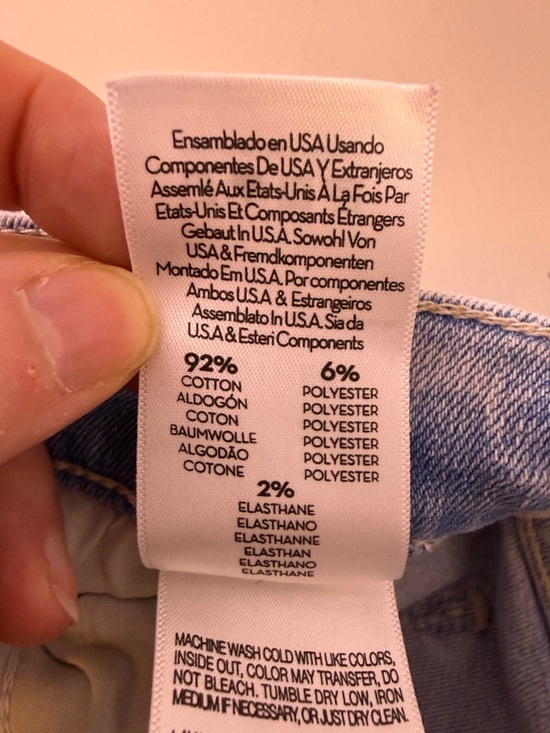 Ensamblado en USA Usando
Componentes De USA Y Extranjeros
Assemlé Aux Etats-Unis À La Fois Par
Etats-Unis Et Composants Étrangers
Gebaut In U.S.A. Sowohl Von
USA & Fremdkomponenten
Montado Em U.S.A. Por componentes
Ambos U.S.A & Estrangeiros
Assemblato In U.S.A. Sia da
U.S.A & Esteri Components
92%
COTTON
ALDOGÓN
COTON
BAUMWOLLE
ALGODÃO
COTONE
6%
POLYESTER
POLYESTER
POLYESTER
POLYESTER
POLYESTER
POLYESTER
2%
ELASTHANE
ELASTHANO
ELASTHANNE
ELASTHAN
ELASTHANO
ELASTHANE
MACHINE WASH COLD WITH LIKE COLORS,
INSIDE OUT, COLOR MAY TRANSFER, DO
NOT BLEACH. TUMBLE DRY LOW, IRON
MEDIUM IF NECESSARY, OR JUST DRY CLEAN.